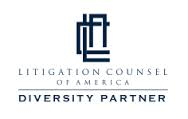 LITIGATION COUNSEL
OF AMERICA
DIVERSITY PARTNER